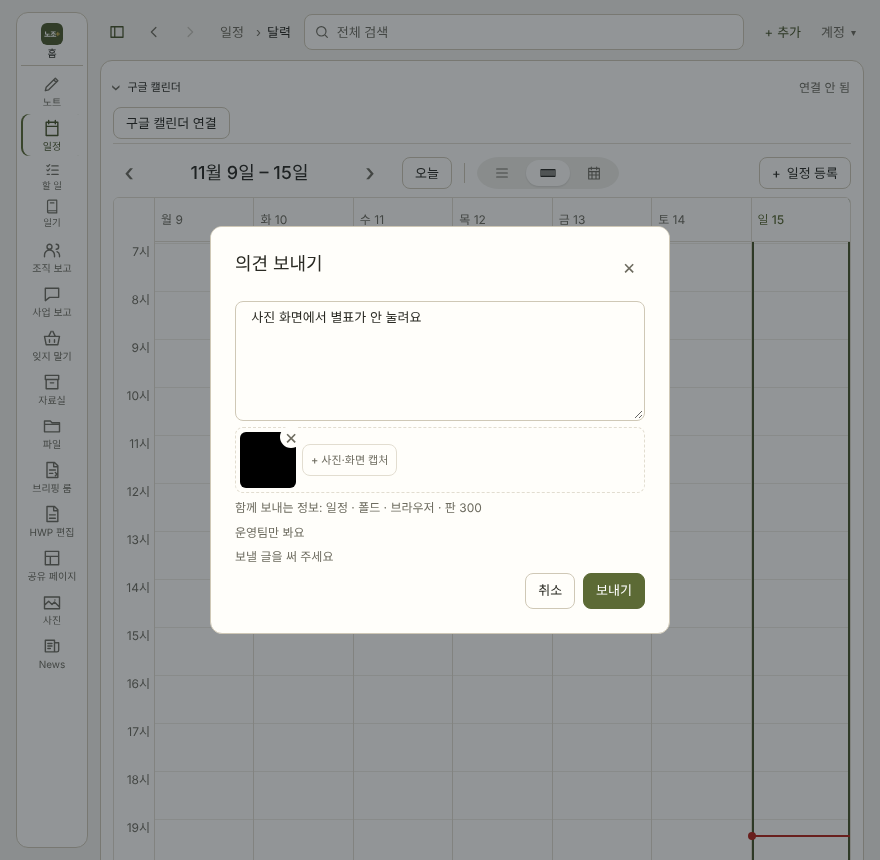 노조+
홈
노트
일정
할 일
일기
조직 보고
사업 보고
잊지 말기
자료실
파일
브리핑 룸
HWP 편집
공유 페이지
사진
News
일정 › 달력
전체 검색
+ 추가
계정 ▾
구글 캘린더
연결 안 됨
구글 캘린더 연결
11월 9일 – 15일
오늘
+ 일정 등록
월 9 화 10 수 11 목 12 금 13 토 14 일 15
7시
8시
9시
10시
11시
12시
13시
14시
15시
16시
17시
18시
19시
의견 보내기
사진 화면에서 별표가 안 눌려요
+ 사진·화면 캡처
함께 보내는 정보: 일정 · 폴드 · 브라우저 · 판 300
운영팀만 봐요
보낼 글을 써 주세요
취소
보내기